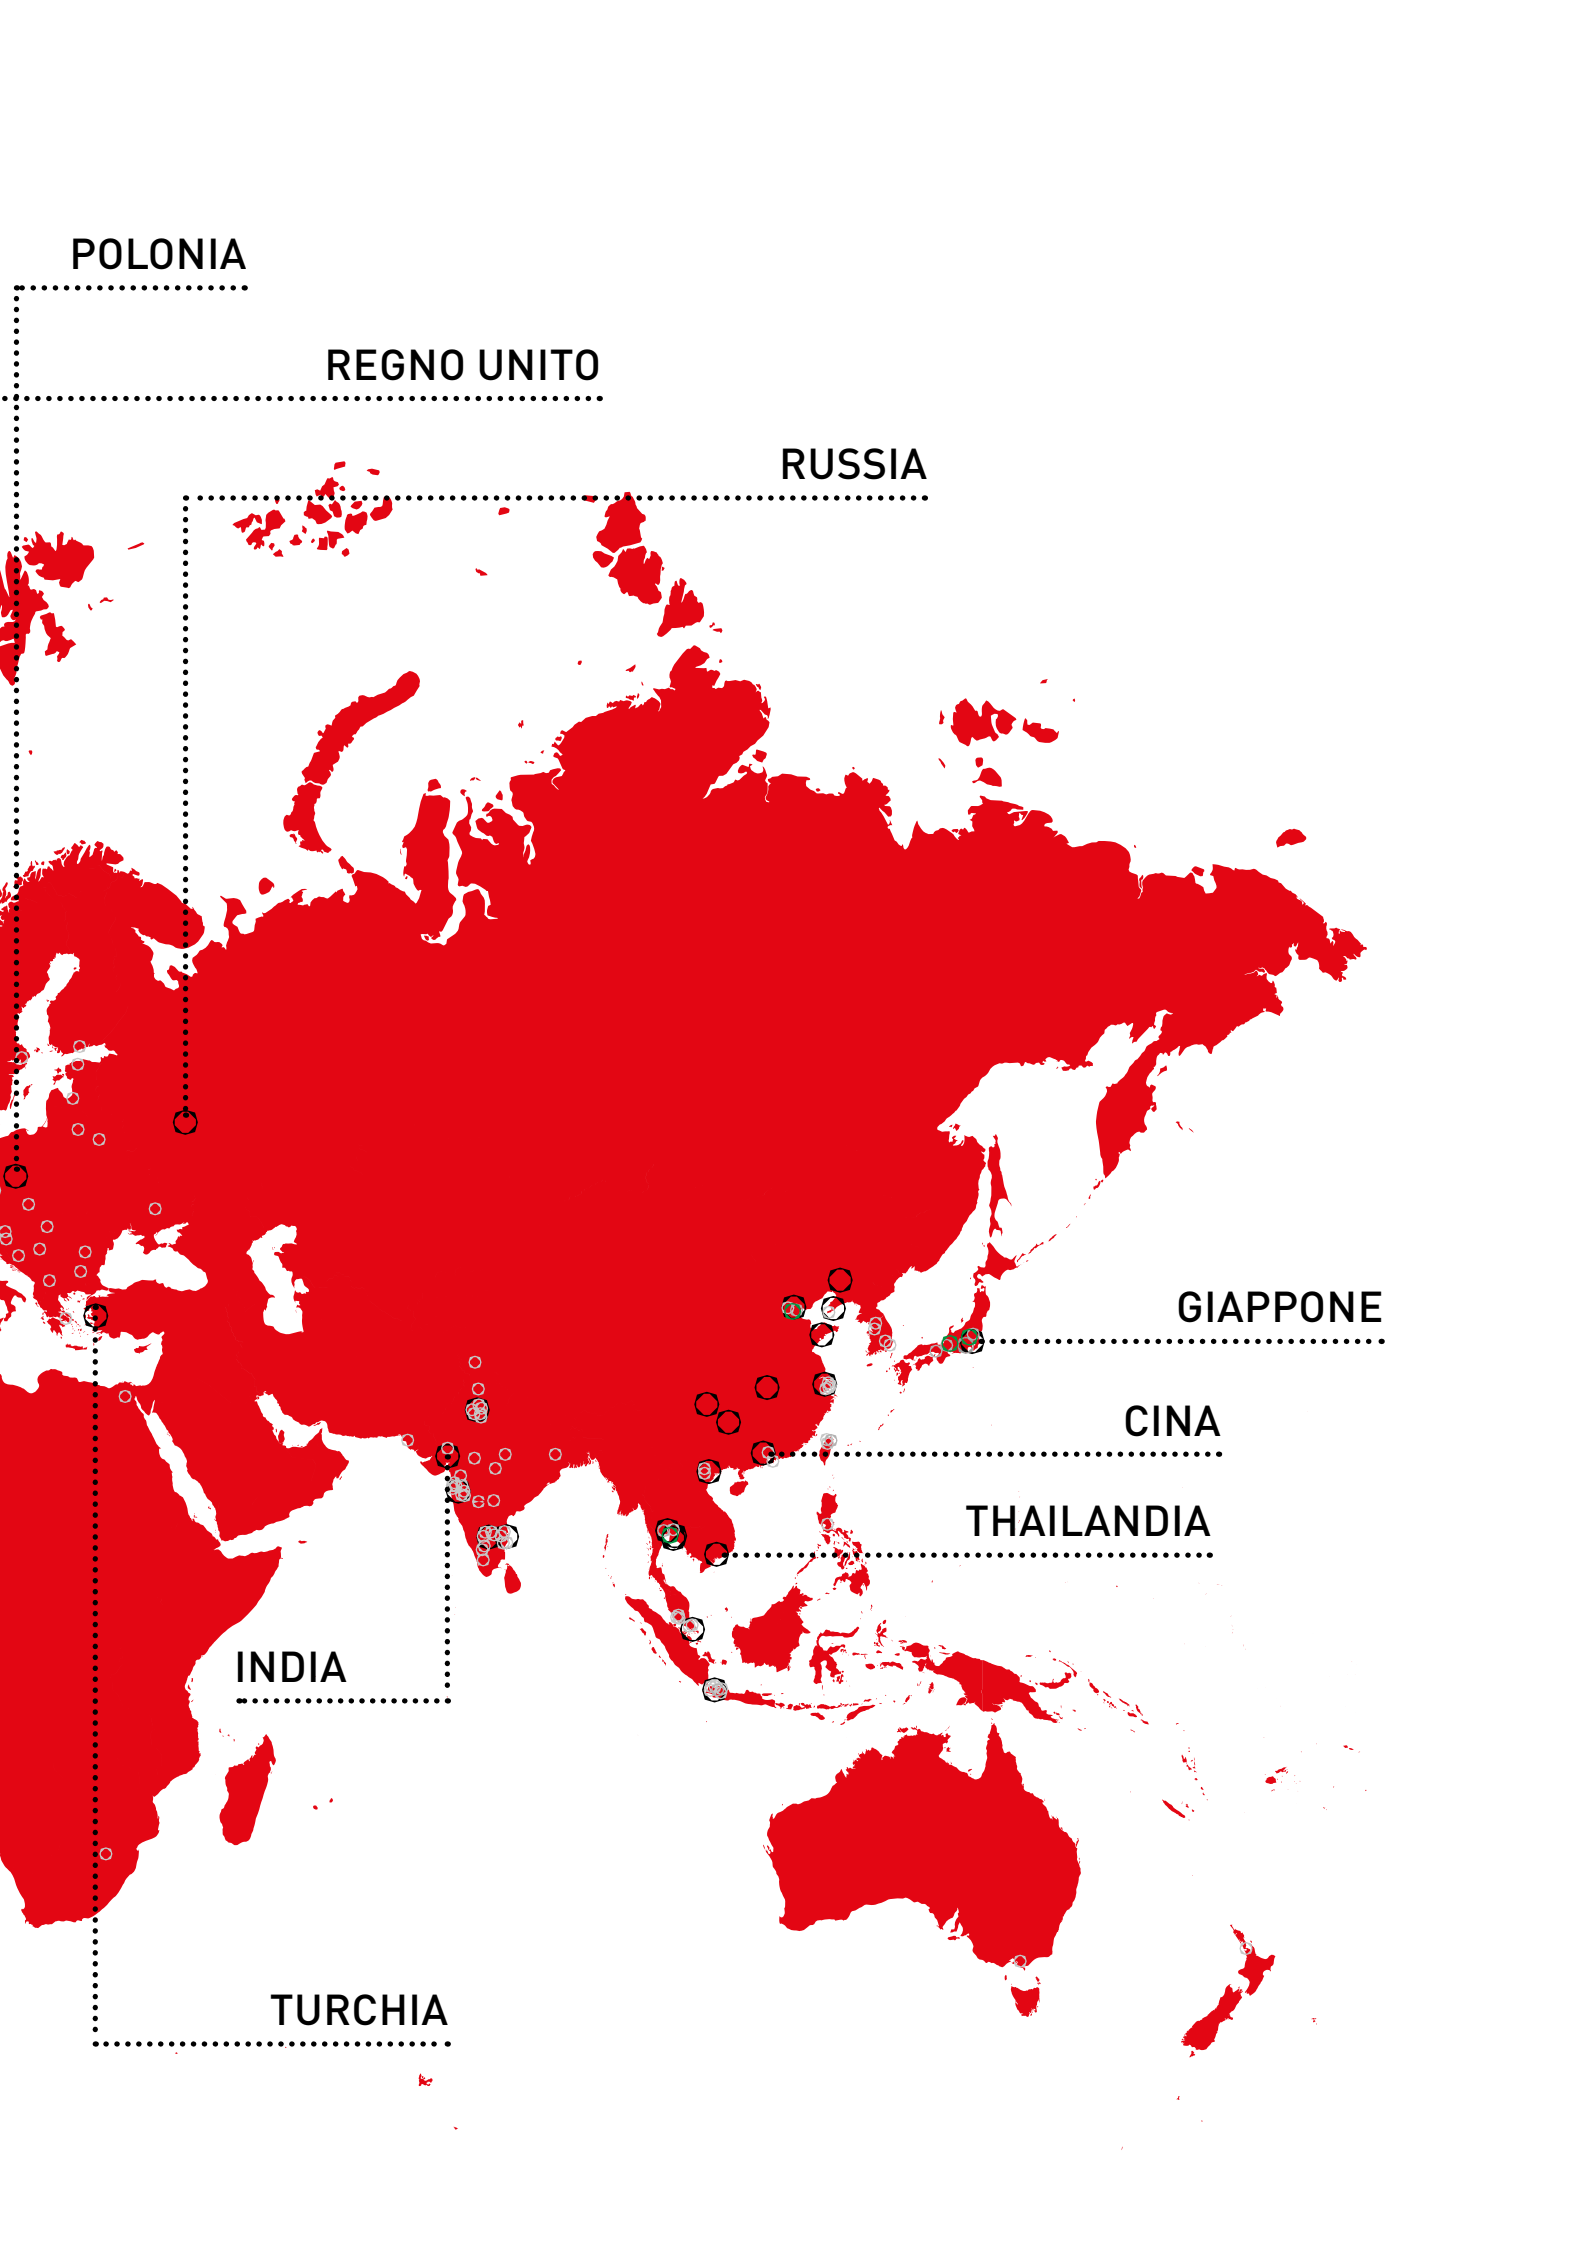 POLONIA
REGNO UNITO
RUSSIA
GIAPPONE
CINA
THAILANDIA
INDIA
TURCHIA